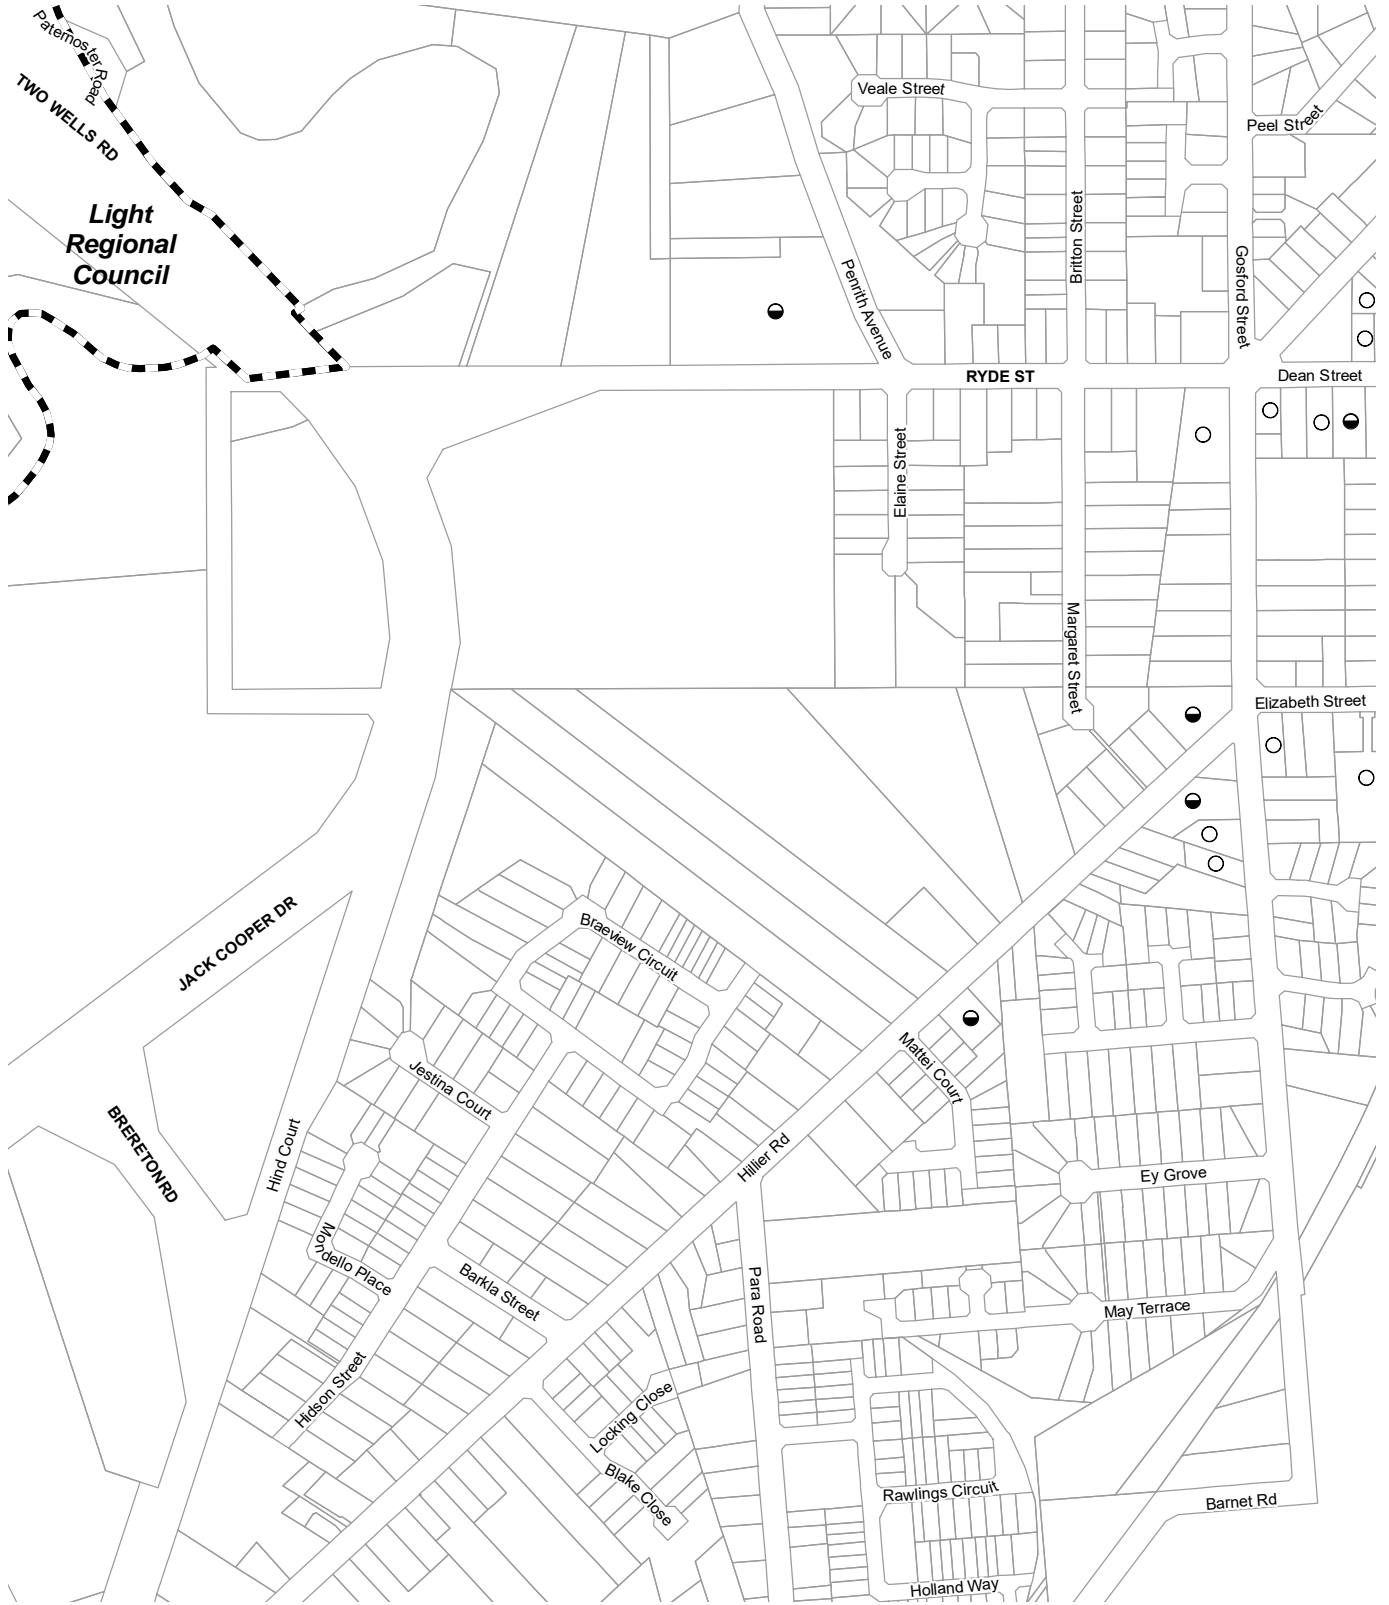 Paternoster Road
TWO WELLS RD
Light
Regional
Council
Veale Street
Peel Street
Britton Street
Gosford Street
Penrith Avenue
RYDE ST
Dean Street
Elaine Street
Margaret Street
Elizabeth Street
JACK COOPER DR
Braeview Circuit
Jestina Court
Mattei Court
BRERETON RD
Hind Court
Hillier Rd
Ey Grove
Mondello Place
Barkla Street
Para Road
May Terrace
Hidson Street
Locking Close
Blake Close
Rawlings Circuit
Barnet Rd
Holland Way